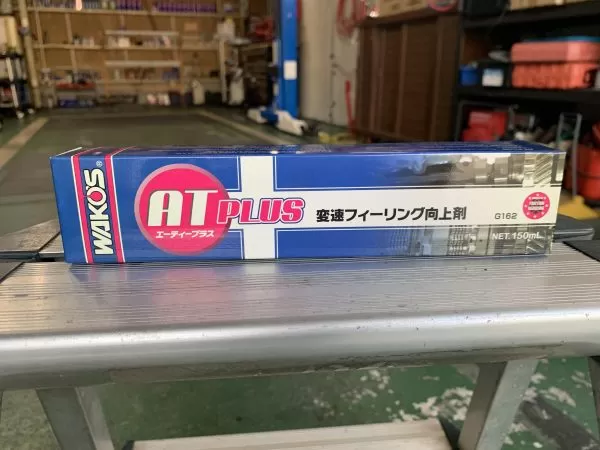 WAKO'S®
AT PLUS
エーティープラス
変速フィーリング向上剤
G162
NET.150mL